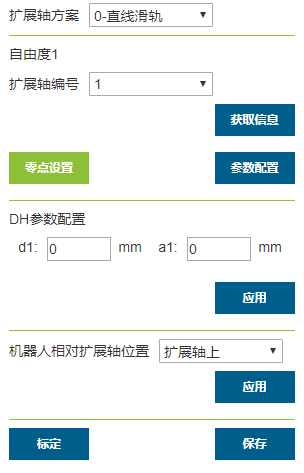 扩展轴方案 0-直线滑轨
自由度1
扩展轴编号 1
获取信息
零点设置 参数配置
DH参数配置
d1: 0 mm a1: 0 mm
应用
机器人相对扩展轴位置 扩展轴上
应用
标定 保存